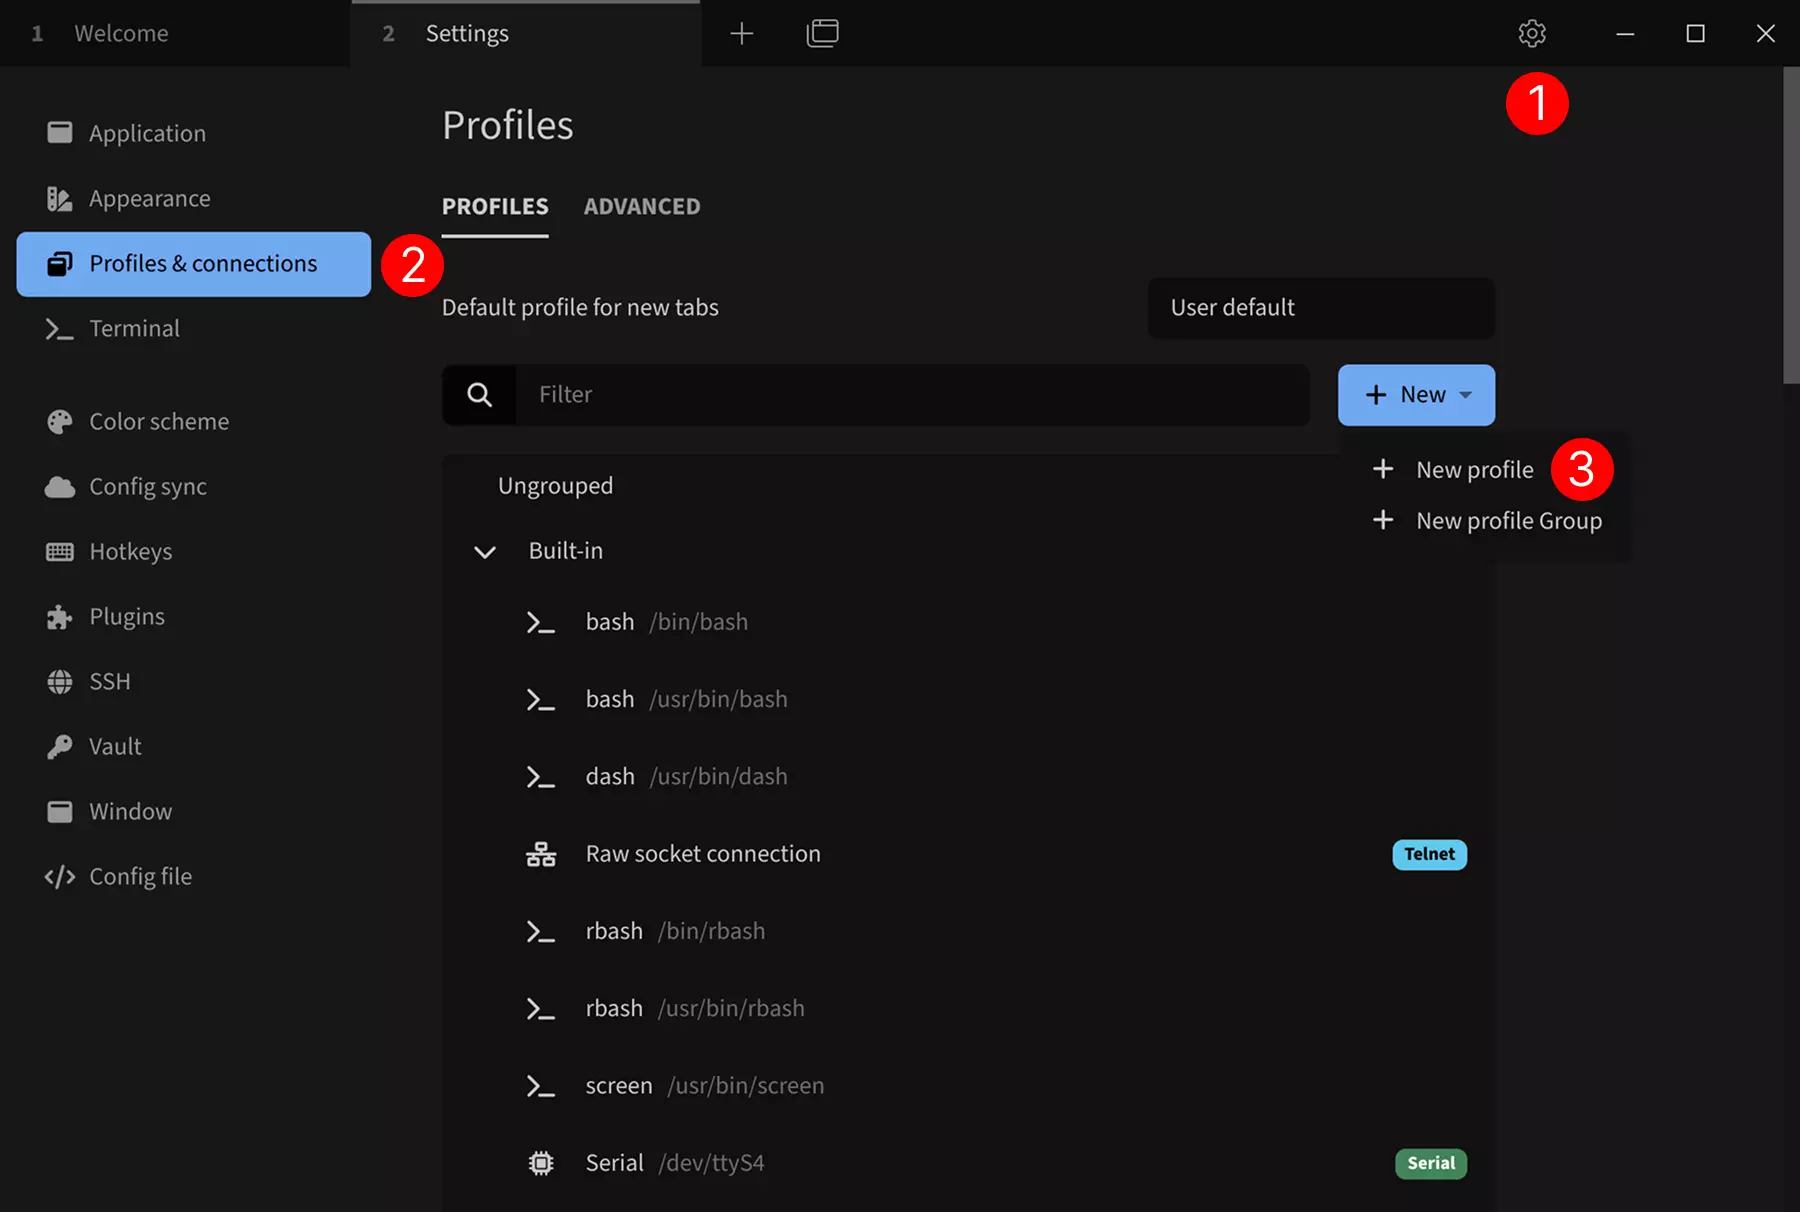 1 Welcome 2 Settings
1
Application
Appearance
Profiles & connections 2
Terminal
Color scheme
Config sync
Hotkeys
Plugins
SSH
Vault
Window
Config file
Profiles
PROFILES ADVANCED
Default profile for new tabs User default
Filter New
New profile 3
New profile Group
Ungrouped
Built-in
bash /bin/bash
bash /usr/bin/bash
dash /usr/bin/dash
Raw socket connection Telnet
rbash /bin/rbash
rbash /usr/bin/rbash
screen /usr/bin/screen
Serial /dev/ttyS4 Serial